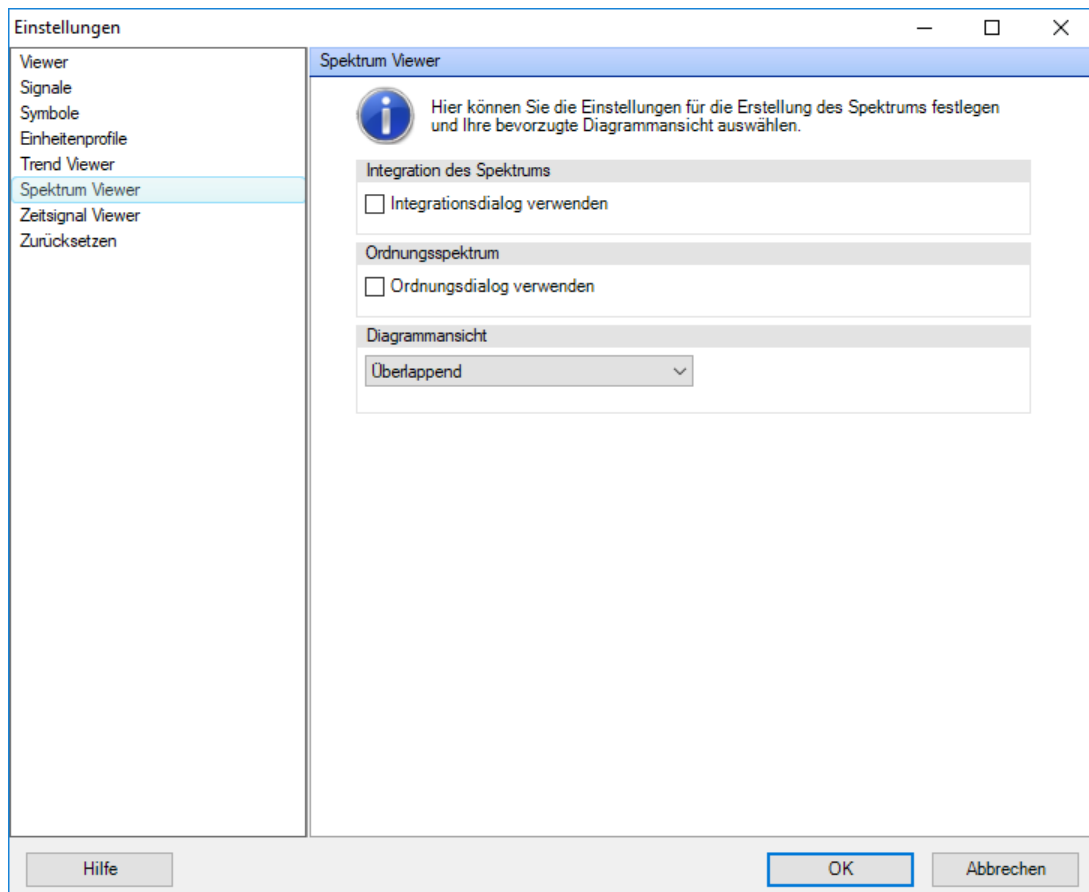 Einstellungen
Viewer
Signale
Symbole
Einheitenprofile
Trend Viewer
Spektrum Viewer
Zeitsignal Viewer
Zurücksetzen
Spektrum Viewer
Hier können Sie die Einstellungen für die Erstellung des Spektrums festlegen
und Ihre bevorzugte Diagrammansicht auswählen.
Integration des Spektrums
Integrationsdialog verwenden
Ordnungsspektrum
Ordnungsdialog verwenden
Diagrammansicht
Überlappend
Hilfe
OK
Abbrechen